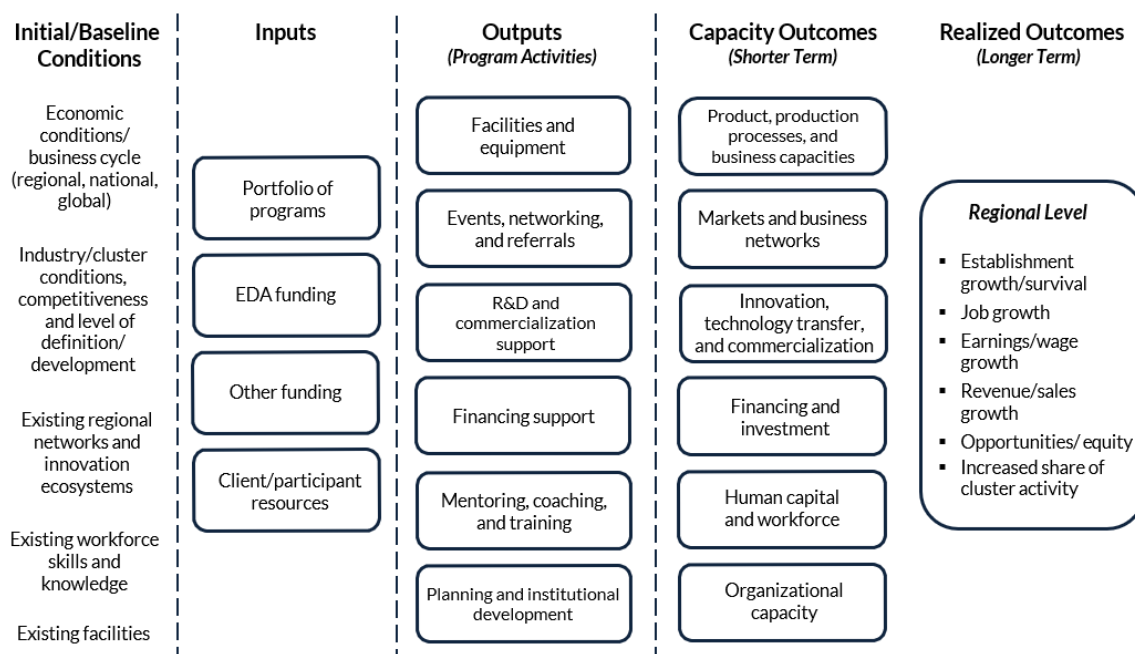 Initial/Baseline
Conditions
Economic
conditions/
business cycle
(regional, national,
global)
Industry/cluster
conditions,
competitiveness
and level of
definition/
development
Existing regional
networks and
innovation
ecosystems
Existing workforce
skills and
knowledge
Existing facilities
Inputs
Portfolio of
programs
EDA funding
Other funding
Client/participant
resources
Outputs
(Program Activities)
Facilities and
equipment
Events, networking,
and referrals
R&D and
commercialization
support
Financing support
Mentoring, coaching,
and training
Planning and institutional
development
Capacity Outcomes
(Shorter Term)
Product, production
processes, and
business capacities
Markets and business
networks
Innovation,
technology transfer,
and commercialization
Financing and
investment
Human capital
and workforce
Organizational
capacity
Realized Outcomes
(Longer Term)
Regional Level
▪ Establishment
growth/survival
▪ Job growth
▪ Earnings/wage
growth
▪ Revenue/sales
growth
▪ Opportunities/ equity
▪ Increased share of
cluster activity